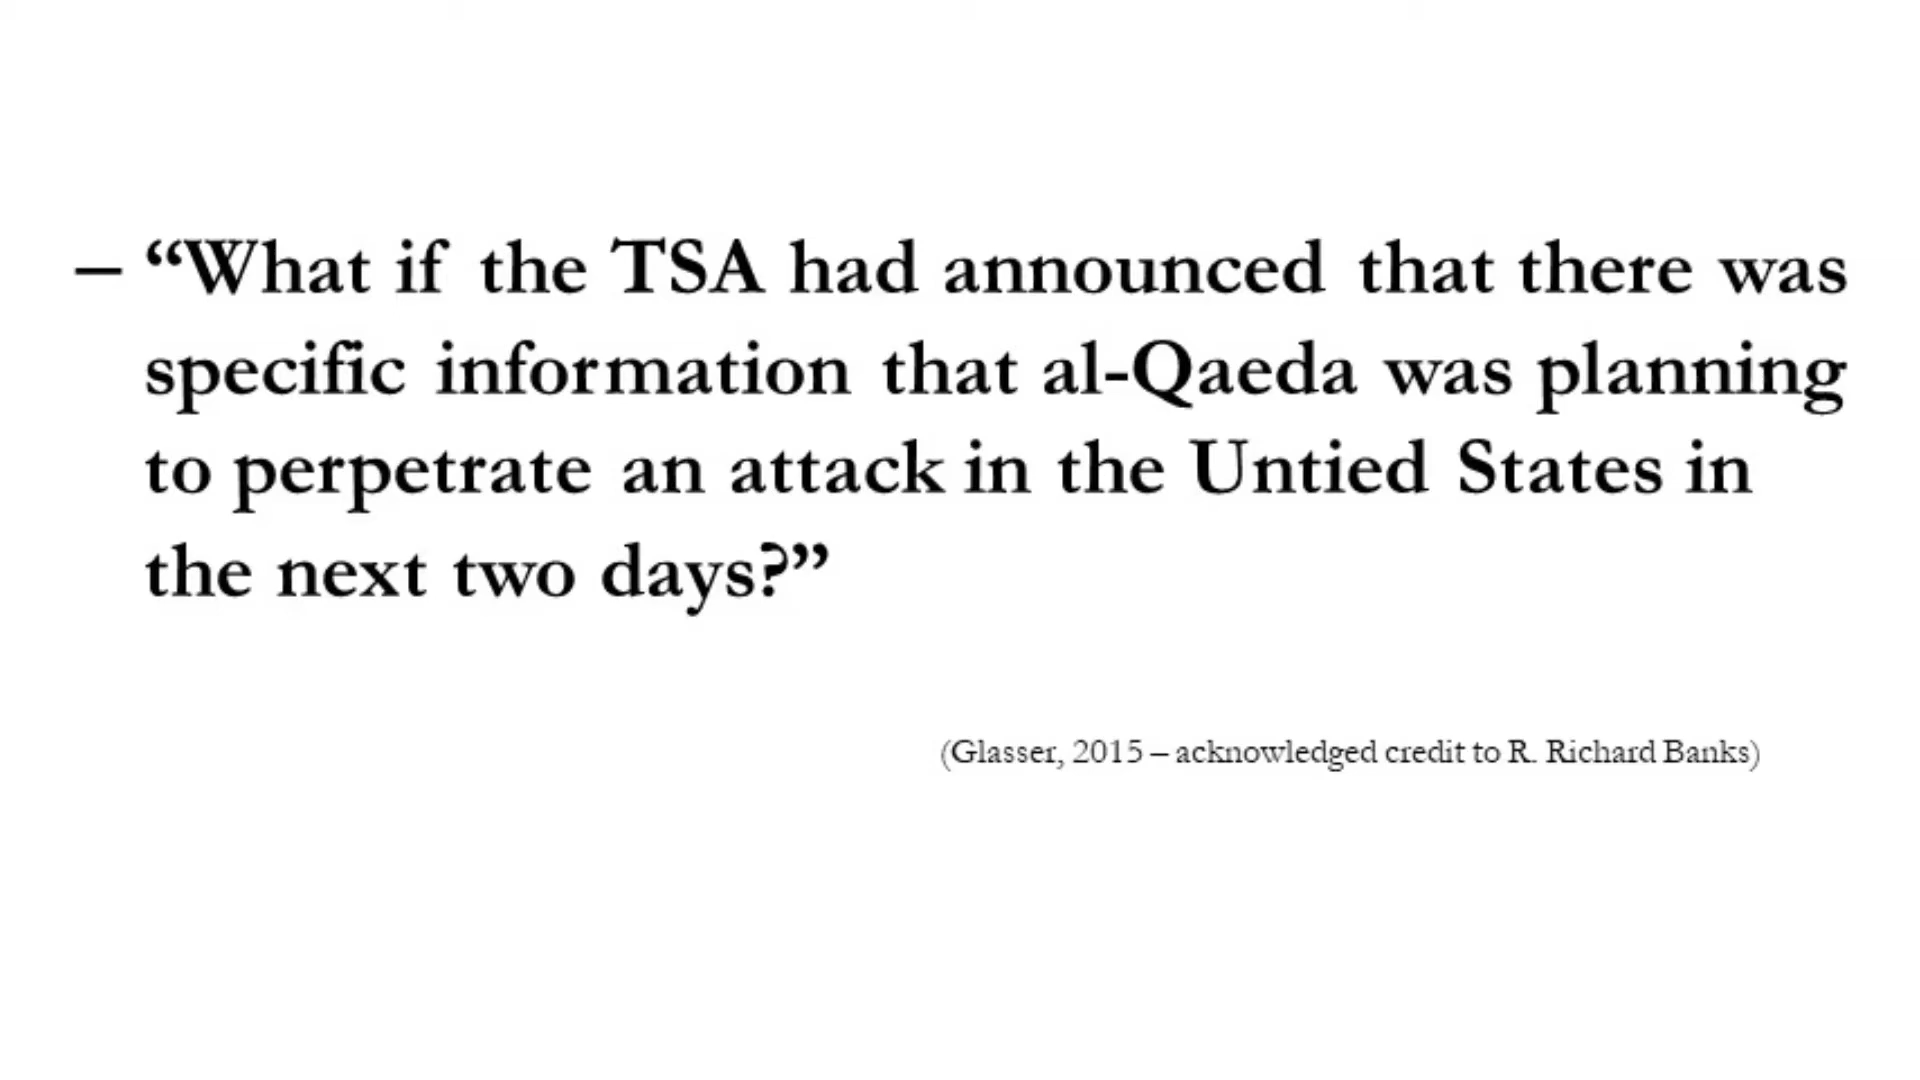 – “What if the TSA had announced that there was
specific information that al-Qaeda was planning
to perpetrate an attack in the Untied States in
the next two days?”
(Glasser, 2015 – acknowledged credit to R. Richard Banks)